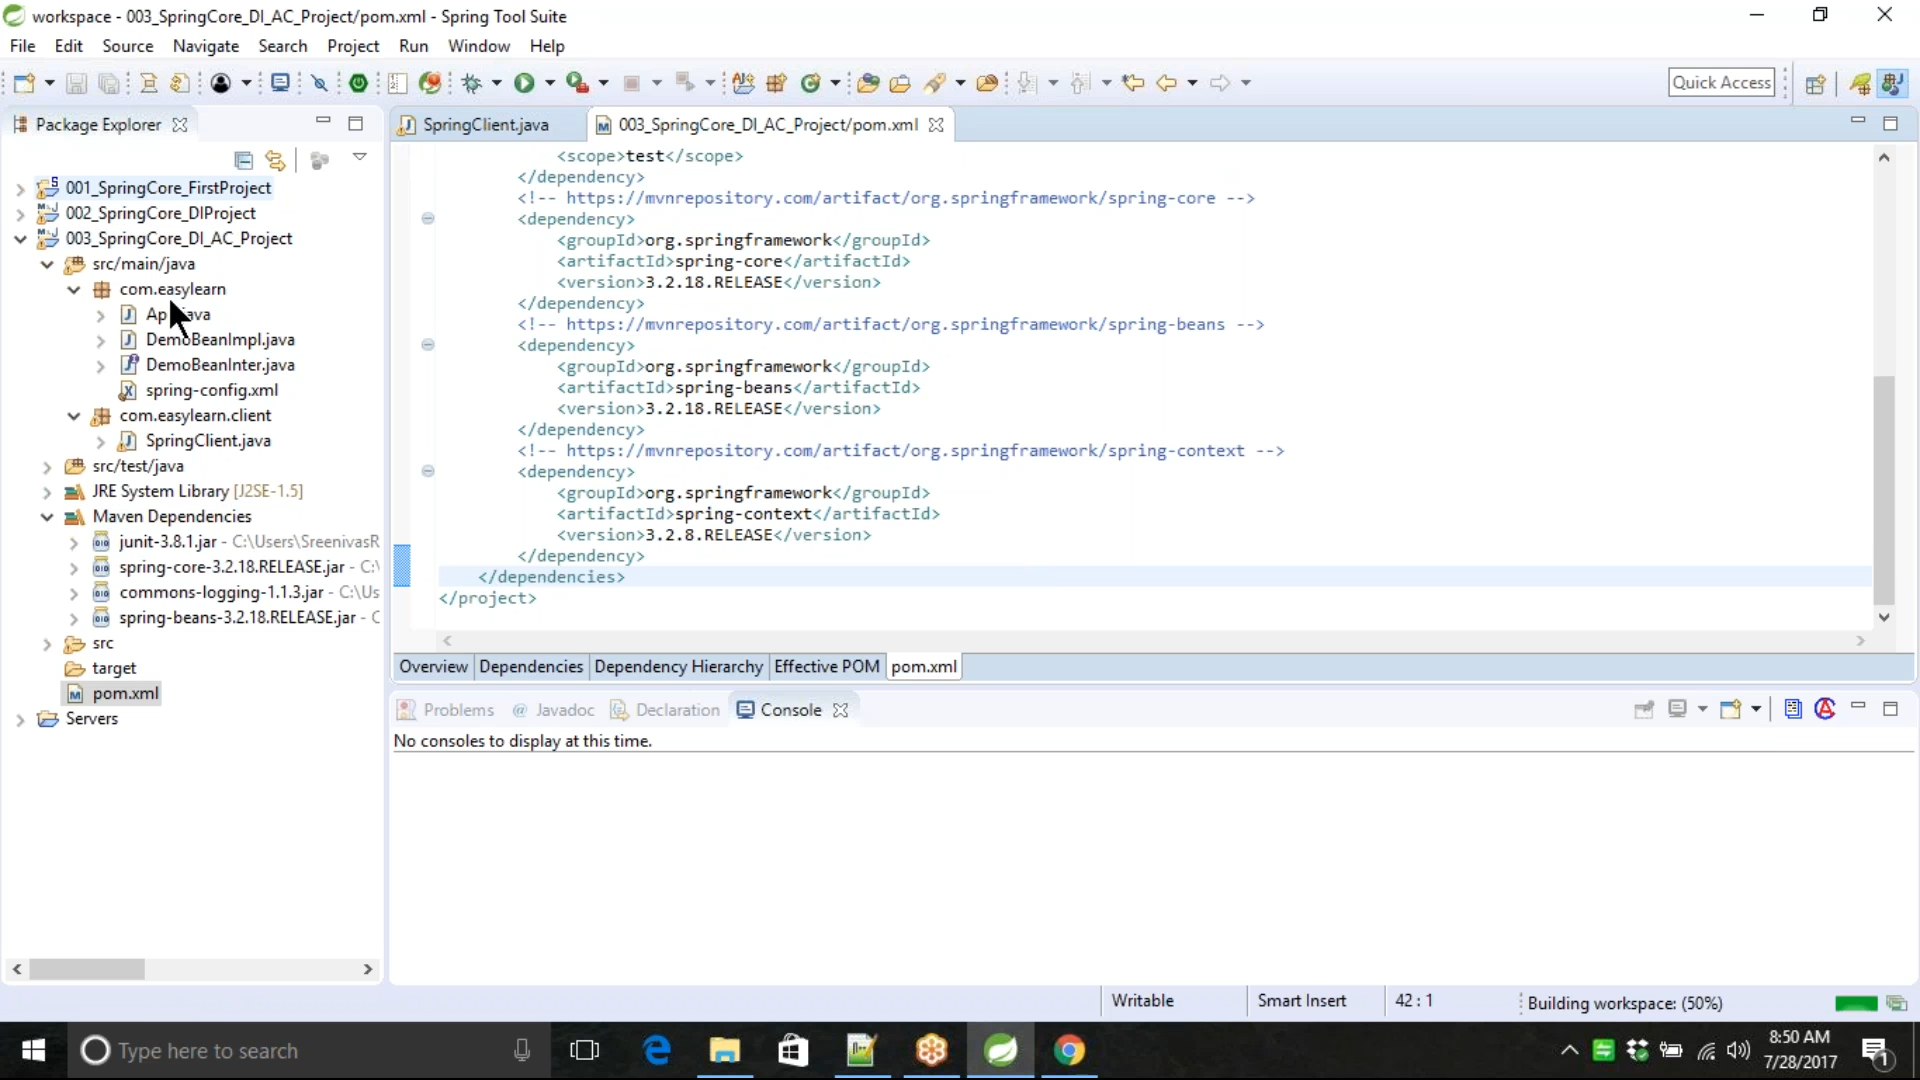 workspace - 003_SpringCore_DI_AC_Project/pom.xml - Spring Tool Suite
File Edit Source Navigate Search Project Run Window Help
Quick Access
Package Explorer
SpringClient.java
003_SpringCore_DI_AC_Project/pom.xml
001_SpringCore_FirstProject
002_SpringCore_DIProject
003_SpringCore_DI_AC_Project
src/main/java
com.easylearn
DemoBeanImpl.java
DemoBeanInter.java
spring-config.xml
com.easylearn.client
SpringClient.java
src/test/java
JRE System Library [J2SE-1.5]
Maven Dependencies
junit-3.8.1.jar - C:\Users\SreenivasR
spring-core-3.2.18.RELEASE.jar - C:\
commons-logging-1.1.3.jar - C:\Us
spring-beans-3.2.18.RELEASE.jar - C
src
target
pom.xml
Servers
<scope>test</scope>
</dependency>
<!-- https://mvnrepository.com/artifact/org.springframework/spring-core -->
<dependency>
<groupId>org.springframework</groupId>
<artifactId>spring-core</artifactId>
<version>3.2.18.RELEASE</version>
</dependency>
<!-- https://mvnrepository.com/artifact/org.springframework/spring-beans -->
<dependency>
<groupId>org.springframework</groupId>
<artifactId>spring-beans</artifactId>
<version>3.2.18.RELEASE</version>
</dependency>
<!-- https://mvnrepository.com/artifact/org.springframework/spring-context -->
<dependency>
<groupId>org.springframework</groupId>
<artifactId>spring-context</artifactId>
<version>3.2.8.RELEASE</version>
</dependency>
</dependencies>
</project>
Overview Dependencies Dependency Hierarchy Effective POM pom.xml
Problems @ Javadoc Declaration Console
No consoles to display at this time.
Writable Smart Insert 42 : 1 Building workspace: (50%)
Type here to search
8:50 AM
7/28/2017
1